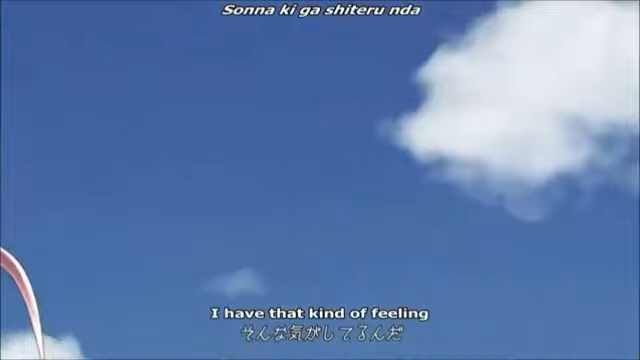 Sonna ki ga shiteru nda
I have that kind of feeling
そんな気がしてるんだ